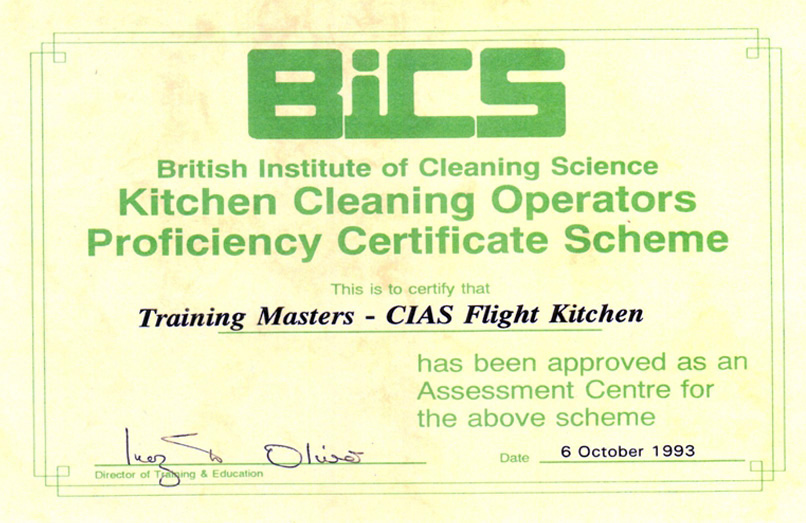 BiCS
British Institute of Cleaning Science
Kitchen Cleaning Operators
Proficiency Certificate Scheme
This is to certify that
Training Masters - CIAS Flight Kitchen
has been approved as an
Assessment Centre for
the above scheme
Date 6 October 1993
Director of Training & Education